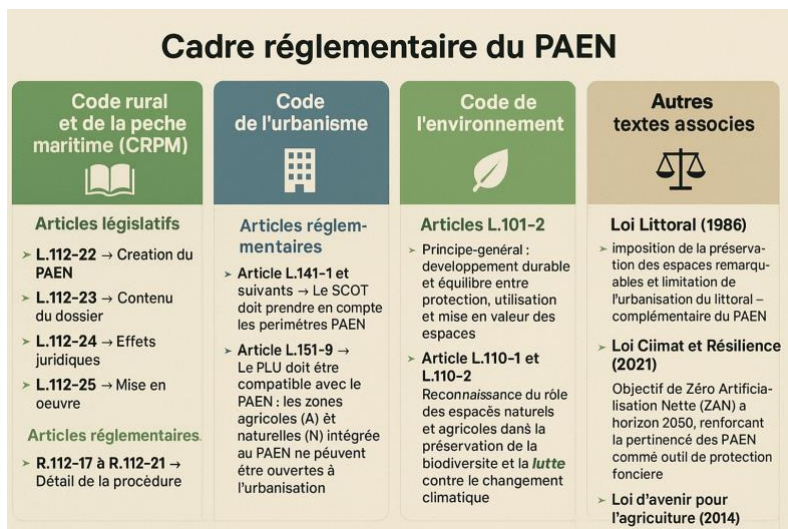 Cadre réglementaire du PAEN
Code rural
et de la peche
maritime (CRPM)
Articles législatifs
➤ L.112-22 → Creation du
PAEN
➤ L.112-23 → Contenu
du dossier
➤ L.112-24 → Effets
juridiques
➤ L.112-25 → Mise en
oeuvre
Articles réglementaires.
➤ R.112-17 à R.112-21 →
Détail de la procèdure
Code
de l'urbanisme
Articles réglem-
mentaires
➤ Article L.141-1 et
suivants → Le SCOT
doit prendre en compte
les perimétres PAEN
➤ Article L.151-9 →
Le PLU doit étre
compatible avec le
PAEN : les zones
agricoles (A) èt
naturelles (N) intégrée
au PAEN ne péuvent
étre ouvertes à
l'urbanisation
Code de
l'environnement
Articles L.101-2
➤ Principe-genéral :
developpement durable
et équilibre entre
protection, utilisation
et mise en valeur des
espaces
➤ Article L.110-1 et
L.110-2
Reconnaissance du rôle
des espacès naturels
et agricoles dans la
préservation de la
biodiversite et la lutte
contre le changement
climatique
Autres
textes associes
Loi Littoral (1986)
➤ imposition de la préserva-
tion des espaces remarqu-
ables et limitation de
l'urbanisation du littoral –
complémentaire du PAEN
➤ Loi Ciimat et Résilience
(2021)
Objectif de Zéro Artificia-
lisation Nette (ZAN) a
horizon 2050, renforcant
la pertinencé des PAEN
commé outil de protection
fonciere
➤ Loi d'avenir pour
l'agriculture (2014)